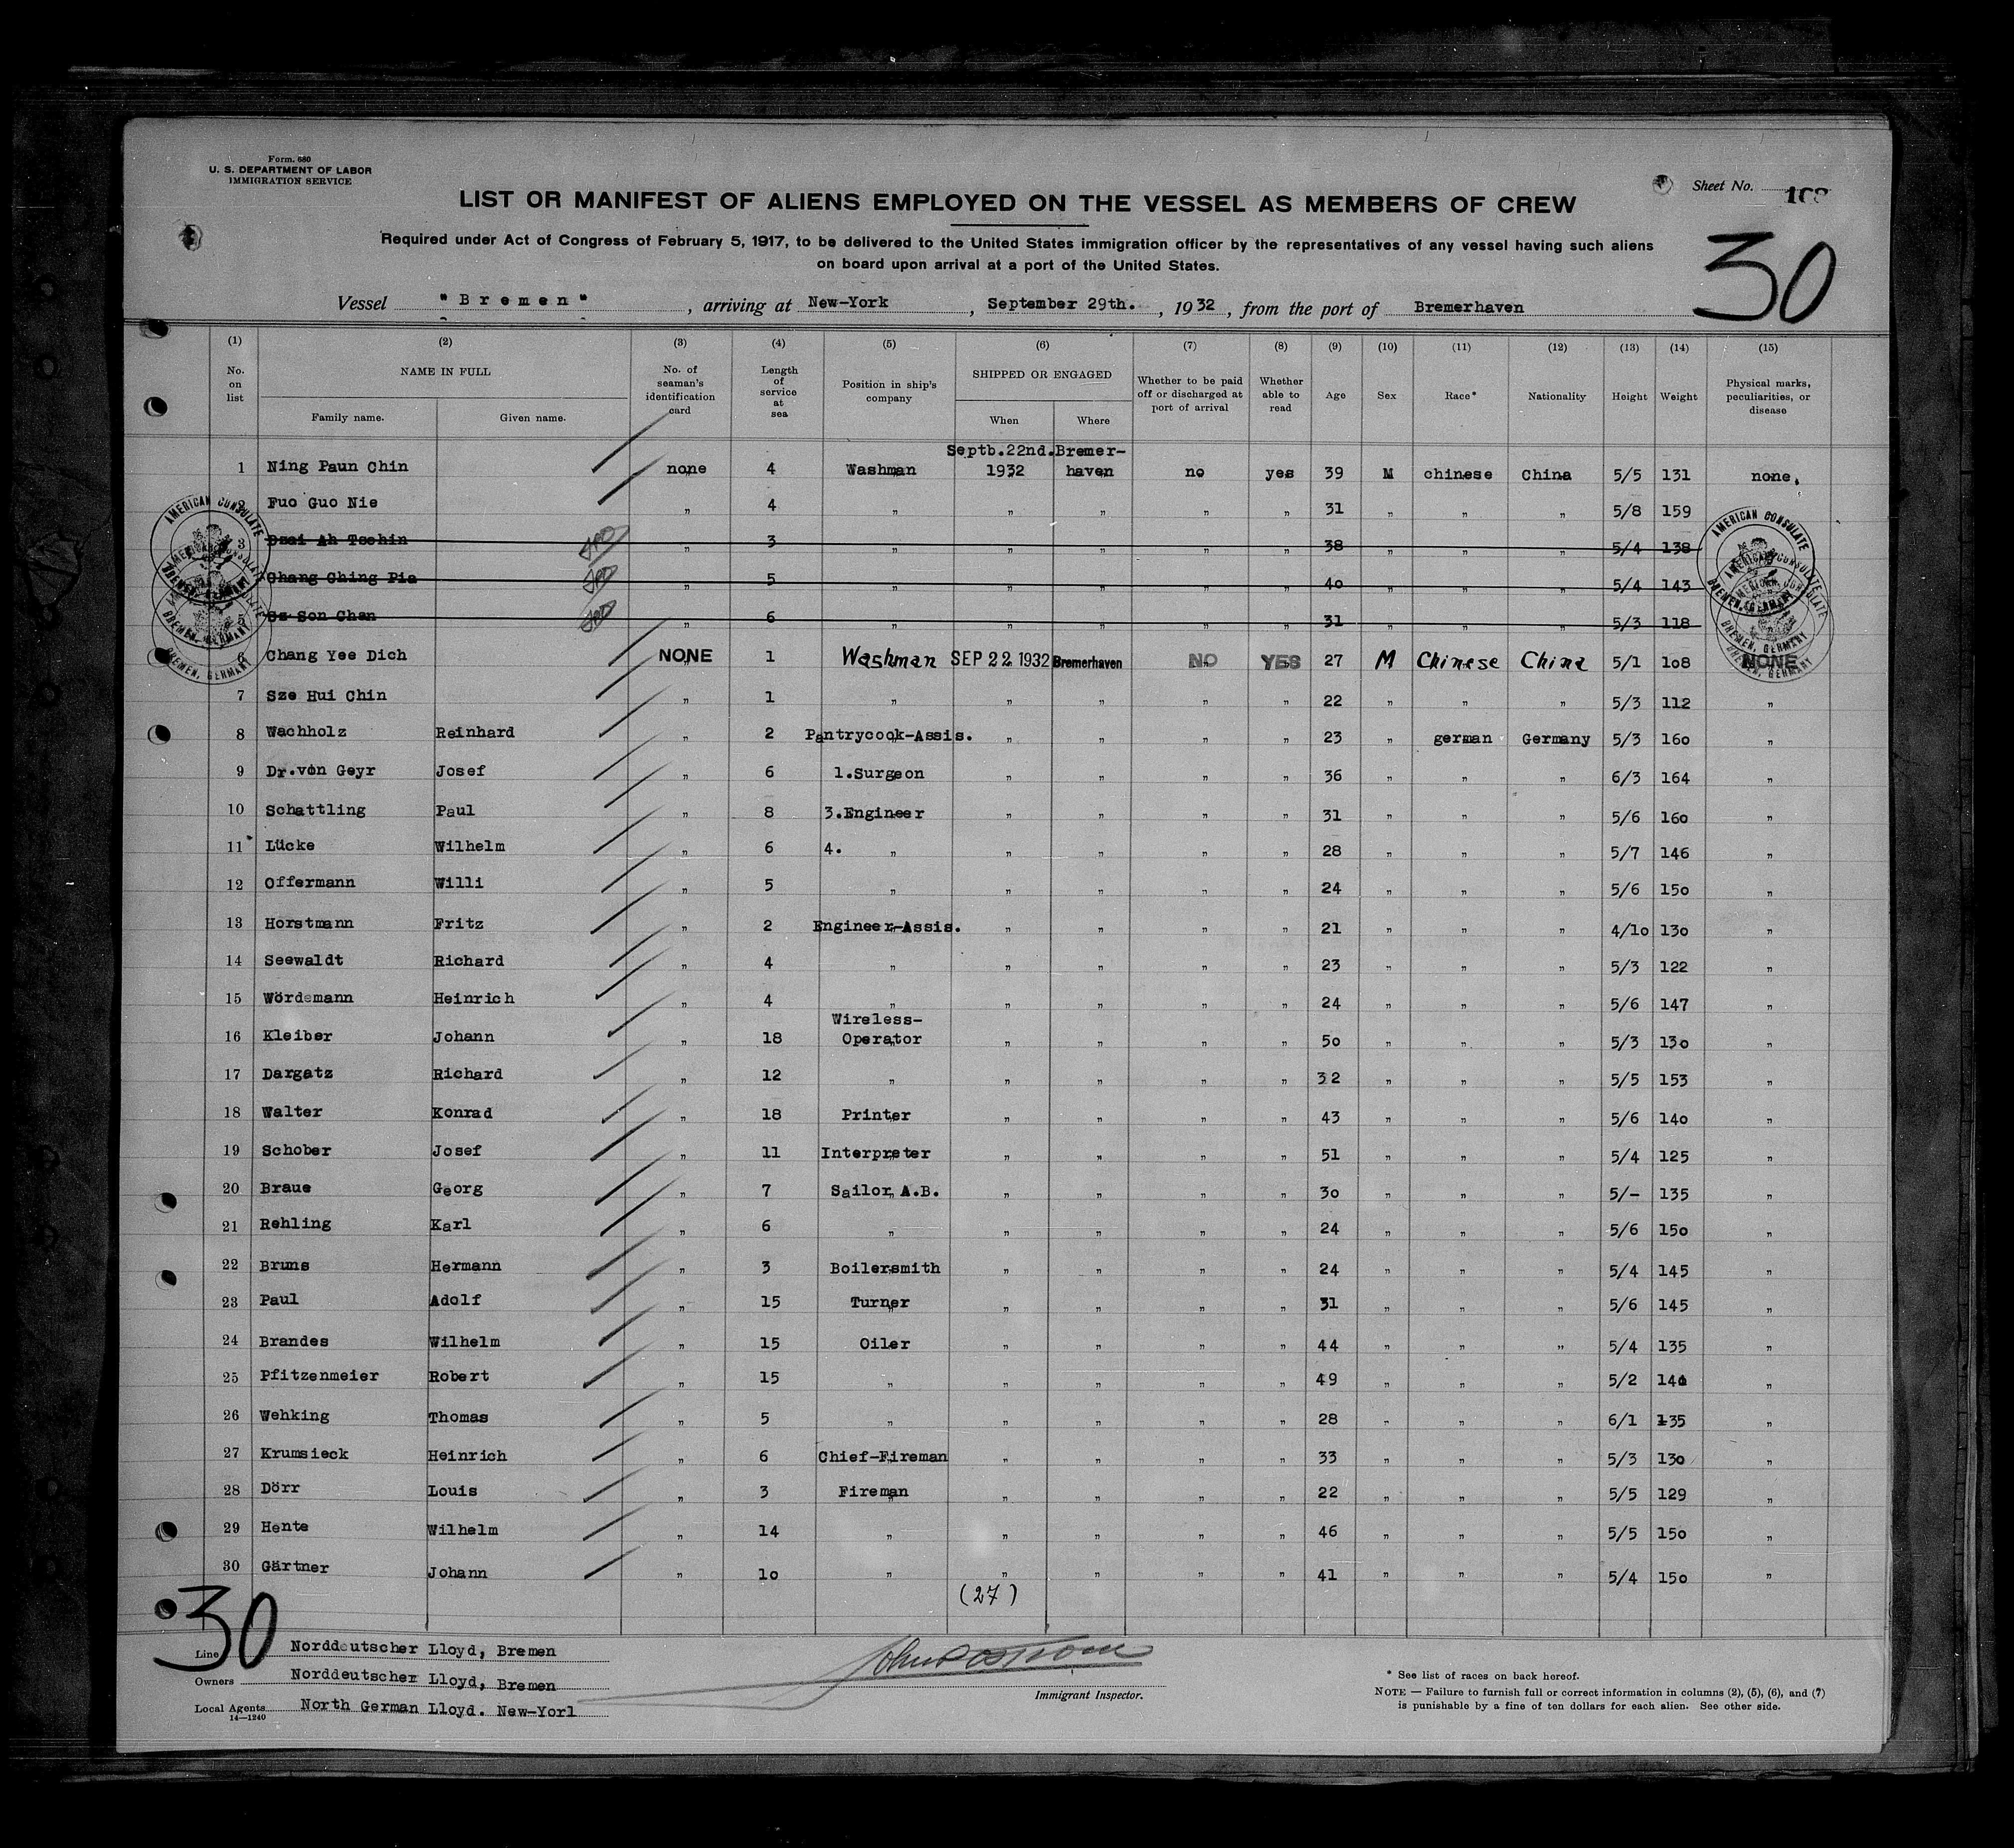 Form. 680
U. S. DEPARTMENT OF LABOR
IMMIGRATION SERVICE
Sheet No.
LIST OR MANIFEST OF ALIENS EMPLOYED ON THE VESSEL AS MEMBERS OF CREW
Required under Act of Congress of February 5, 1917, to be delivered to the United States immigration officer by the representatives of any vessel having such aliens
on board upon arrival at a port of the United States.
30
Vessel "Bremen", arriving at New-York, September 29th., 1932, from the port of Bremerhaven
(1) (2) (3) (4) (5) (6) (7) (8) (9) (10) (11) (12) (13) (14) (15)
No. on list NAME IN FULL Family name. Given name. No. of seaman's identification card Length of service at sea Position in ship's company SHIPPED OR ENGAGED When Where Whether to be paid off or discharged at port of arrival Whether able to read Age Sex Race* Nationality Height Weight Physical marks, peculiarities, or disease
1 Ning Paun Chin none 4 Washman Septb.22nd. 1932 Bremer-haven no yes 39 M chinese China 5/5 131 none.
Fuo Guo Nie " 4 " " " " " 31 " " " 5/8 159
3 Dzai Ah Tschin " 3 " " " " " 38 " " " 5/4 138
Chang Ching Pia " 5 " " " " " 40 " " " 5/4 143
5 Sz Son Chan " 6 " " " " " 31 " " " 5/3 118
6 Chang Yee Dich NONE 1 Washman SEP 22 1932 Bremerhaven NO YES 27 M Chinese China 5/1 108 NONE
7 Sze Hui Chin " 1 " " " " " 22 " " " 5/3 112 "
8 Wachholz Reinhard " 2 Pantrycook-Assis. " " " " 23 " german Germany 5/3 160 "
9 Dr.von Geyr Josef " 6 1.Surgeon " " " " 36 " " " 6/3 164 "
10 Schattling Paul " 8 3.Engineer " " " " 31 " " " 5/6 160 "
11 Lücke Wilhelm " 6 4. " " " " " 28 " " " 5/7 146 "
12 Offermann Willi " 5 " " " " " 24 " " " 5/6 150 "
13 Horstmann Fritz " 2 Engineer-Assis. " " " " 21 " " " 4/10 130 "
14 Seewaldt Richard " 4 " " " " " 23 " " " 5/3 122 "
15 Wördemann Heinrich " 4 " " " " " 24 " " " 5/6 147 "
16 Kleiber Johann " 18 Wireless-Operator " " " " 50 " " " 5/3 130 "
17 Dargatz Richard " 12 " " " " " 32 " " " 5/5 153 "
18 Walter Konrad " 18 Printer " " " " 43 " " " 5/6 140 "
19 Schober Josef " 11 Interpreter " " " " 51 " " " 5/4 125 "
20 Braue Georg " 7 Sailor A.B. " " " " 30 " " " 5/- 135 "
21 Rehling Karl " 6 " " " " " 24 " " " 5/6 150 "
22 Bruns Hermann " 3 Boilersmith " " " " 24 " " " 5/4 145 "
23 Paul Adolf " 15 Turner " " " " 31 " " " 5/6 145 "
24 Brandes Wilhelm " 15 Oiler " " " " 44 " " " 5/4 135 "
25 Pfitzenmeier Robert " 15 " " " " " 49 " " " 5/2 "
26 Wehking Thomas " 5 " " " " " 28 " " " 6/1 135 "
27 Krumsieck Heinrich " 6 Chief-Fireman " " " " 33 " " " 5/3 130 "
28 Dörr Louis " 3 Fireman " " " " 22 " " " 5/5 129 "
29 Hente Wilhelm " 14 " " " " " 46 " " " 5/5 150 "
30 Gärtner Johann " 10 " " " " " 41 " " " 5/4 150 "
(27)
AMERICAN CONSULATE
BREMEN, GERMANY
AMERICAN CONSULATE
BREMEN, GERMANY
30
Line Norddeutscher Lloyd, Bremen
Owners Norddeutscher Lloyd, Bremen
Local Agents North German Lloyd. New-Yorl
14—1240
Immigrant Inspector.
* See list of races on back hereof.
NOTE — Failure to furnish full or correct information in columns (2), (5), (6), and (7)
is punishable by a fine of ten dollars for each alien. See other side.